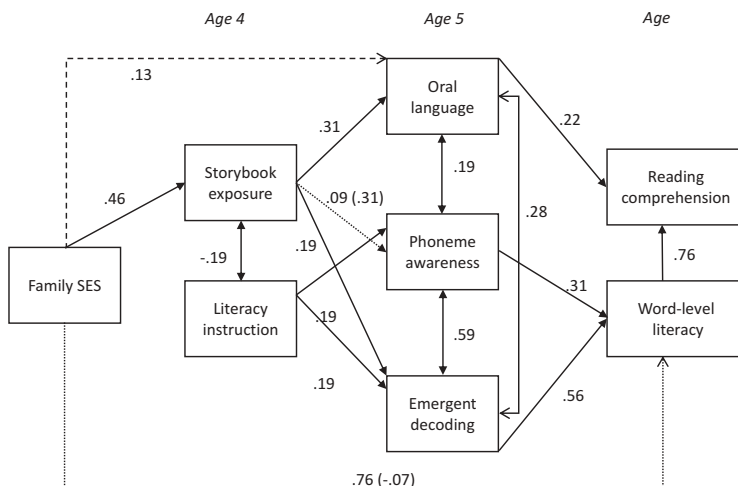 Age 4
Age 5
Age
.13
Oral
language
.31
.22
Storybook
exposure
Reading
comprehension
.46
.09 (.31)
.19
.28
.19
-.19
Phoneme
awareness
.76
Family SES
Literacy
instruction
.31
Word-level
literacy
.19
.59
.19
Emergent
decoding
.56
.76 (-.07)